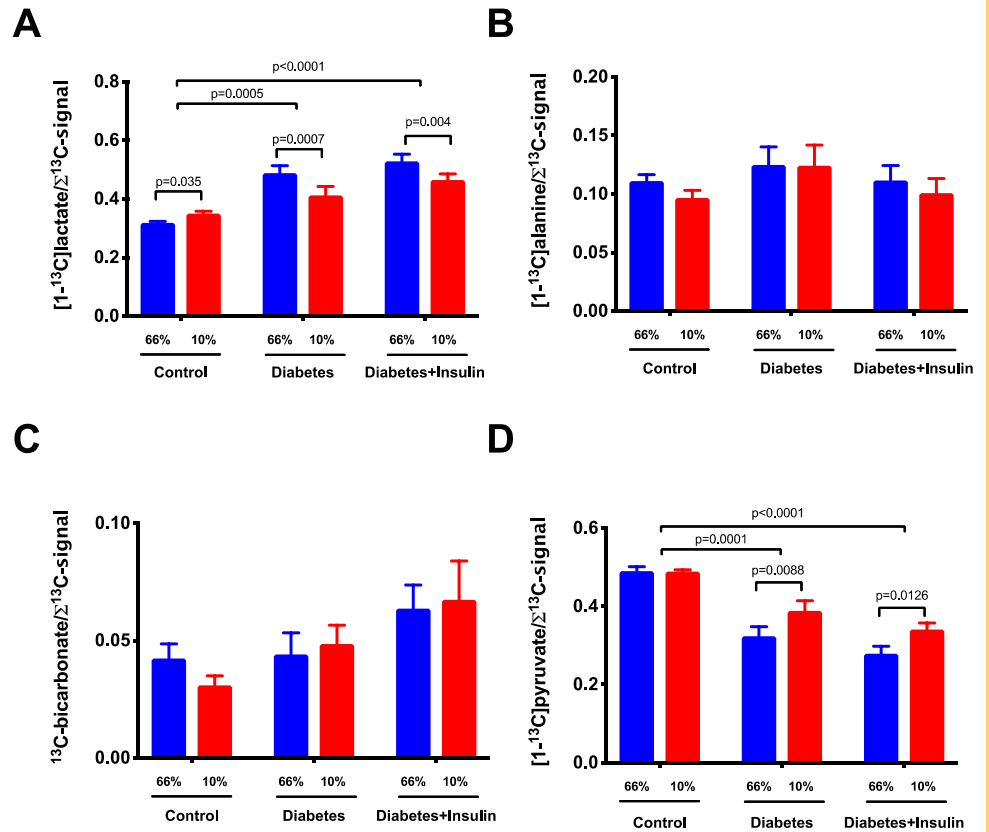 A
[1-¹³C]lactate/Σ¹³C-signal
0.8
0.6
0.4
0.2
0.0
p<0.0001
p=0.0005
p=0.0007
p=0.004
p=0.035
66% 10% 66% 10% 66% 10%
Control Diabetes Diabetes+Insulin
B
[1-¹³C]alanine/Σ¹³C-signal
0.20
0.15
0.10
0.05
0.00
66% 10% 66% 10% 66% 10%
Control Diabetes Diabetes+Insulin
C
¹³C-bicarbonate/Σ¹³C-signal
0.10
0.05
0.00
66% 10% 66% 10% 66% 10%
Control Diabetes Diabetes+Insulin
D
[1-¹³C]pyruvate/Σ¹³C-signal
0.6
0.4
0.2
0.0
p<0.0001
p=0.0001
p=0.0088
p=0.0126
66% 10% 66% 10% 66% 10%
Control Diabetes Diabetes+Insulin